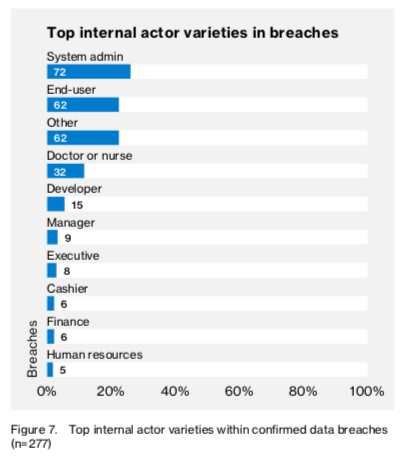 Top internal actor varieties in breaches
System admin
72
End-user
62
Other
62
Doctor or nurse
32
Developer
15
Manager
9
Executive
8
Cashier
6
Finance
6
Human resources
5
Breaches
0% 20% 40% 60% 80% 100%
Figure 7. Top internal actor varieties within confirmed data breaches
(n=277)